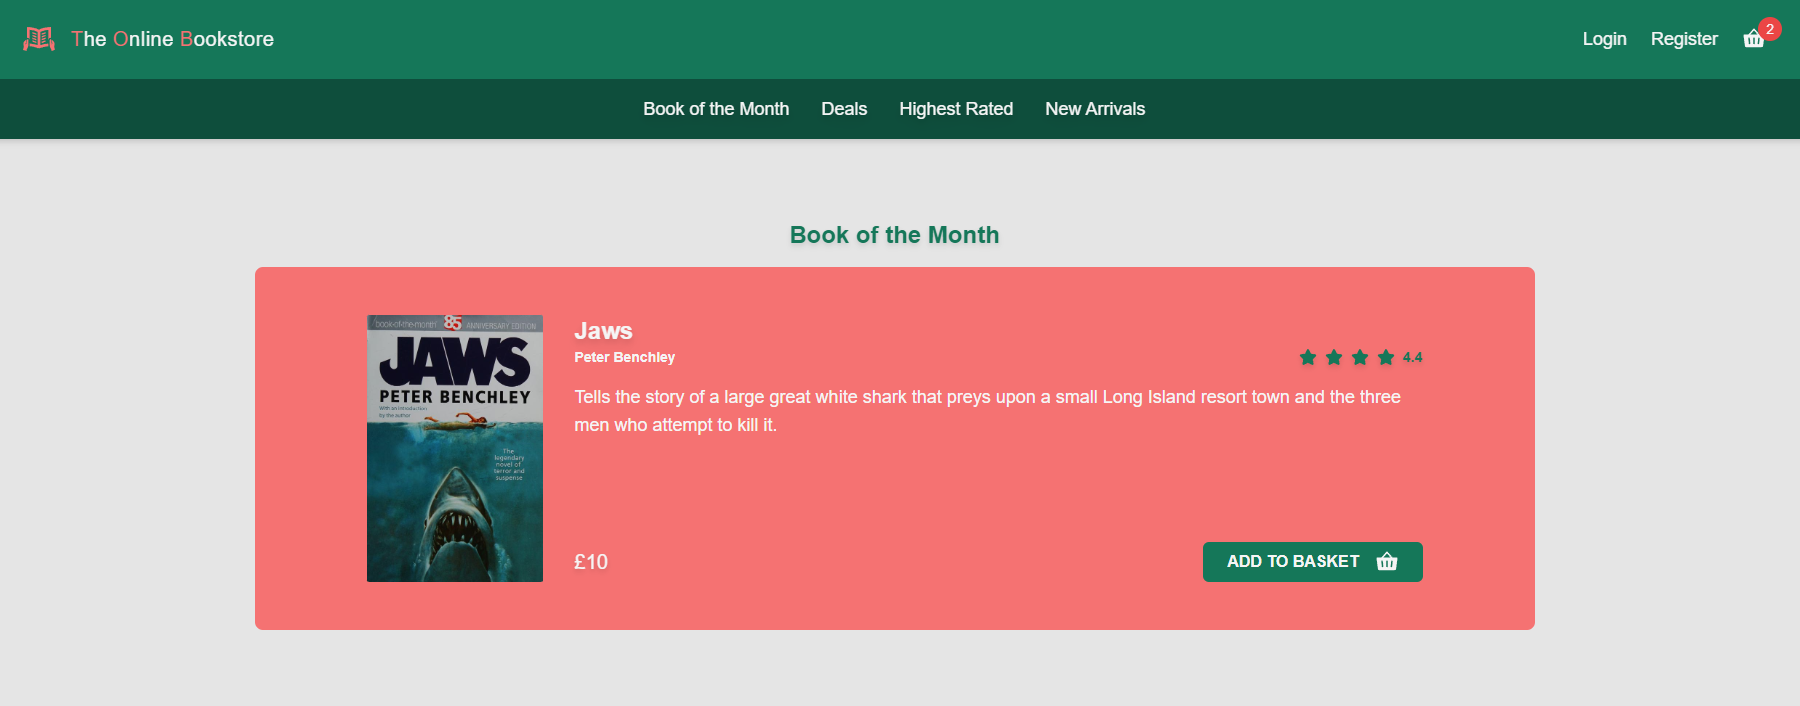 The Online Bookstore
Login Register 2
Book of the Month Deals Highest Rated New Arrivals
Book of the Month
book-of-the-month 85 ANNIVERSARY EDITION
JAWS
PETER BENCHLEY
With an introduction
by the author
The
legendary
novel of
terror and
suspense
Jaws
Peter Benchley
4.4
Tells the story of a large great white shark that preys upon a small Long Island resort town and the three
men who attempt to kill it.
£10
ADD TO BASKET